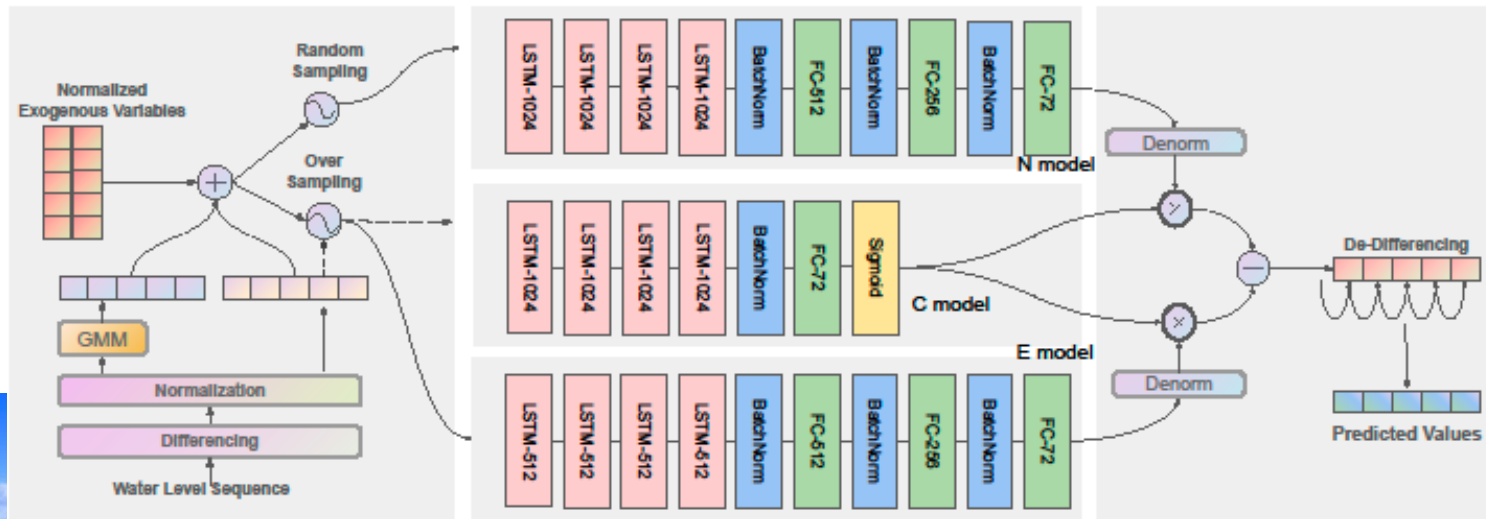 Normalized
Exogenous Variables
Random
Sampling
Over
Sampling
GMM
Normalization
Differencing
Water Level Sequence
LSTM-1024
LSTM-1024
LSTM-1024
LSTM-1024
BatchNorm
FC-512
BatchNorm
FC-256
BatchNorm
FC-72
N model
LSTM-1024
LSTM-1024
LSTM-1024
LSTM-1024
BatchNorm
FC-72
Sigmoid
C model
E model
LSTM-512
LSTM-512
LSTM-512
LSTM-512
BatchNorm
FC-512
BatchNorm
FC-256
BatchNorm
FC-72
Denorm
Denorm
De-Differencing
Predicted Values